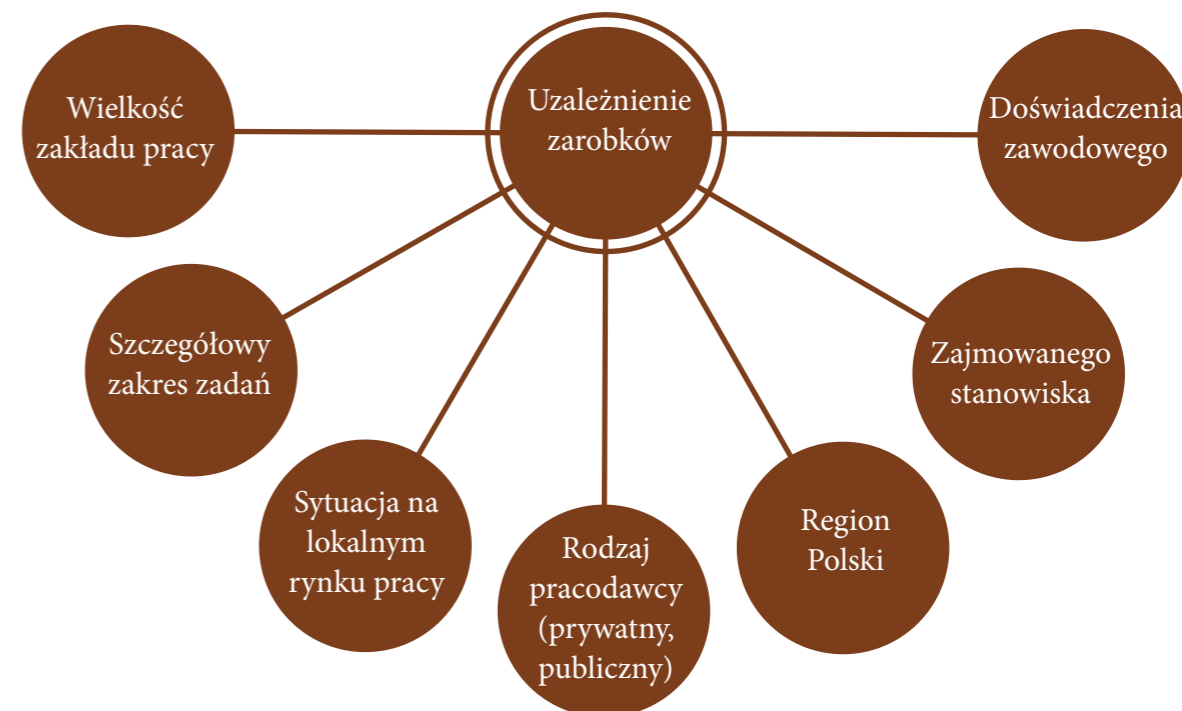 Uzależnienie
zarobków
Wielkość
zakładu pracy
Szczegółowy
zakres zadań
Sytuacja na
lokalnym
rynku pracy
Rodzaj
pracodawcy
(prywatny,
publiczny)
Region
Polski
Zajmowanego
stanowiska
Doświadczenia
zawodowego